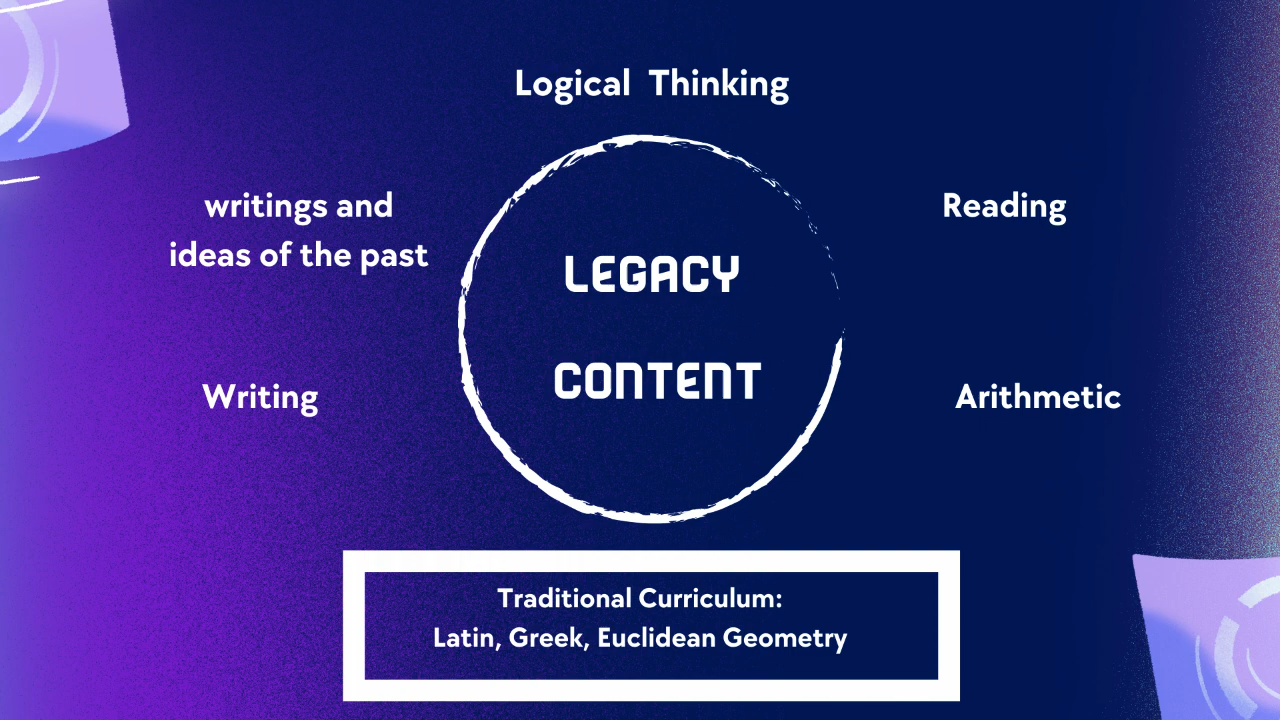 Logical Thinking
writings and
ideas of the past
Reading
LEGACY
CONTENT
Writing
Arithmetic
Traditional Curriculum:
Latin, Greek, Euclidean Geometry